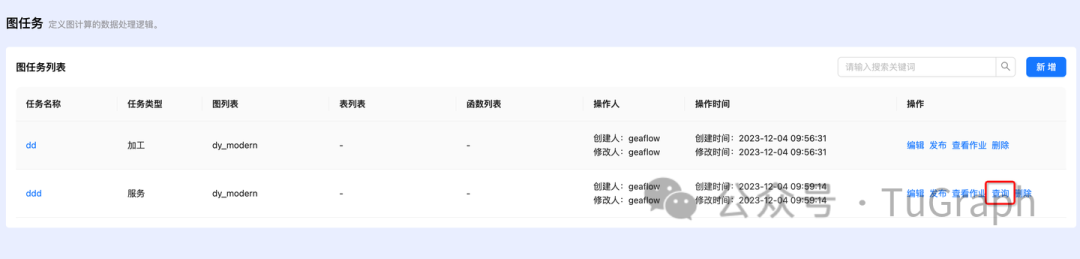 图任务 定义图计算的数据处理逻辑。
图任务列表 请输入搜索关键词 新 增
任务名称 任务类型 图列表 表列表 函数列表 操作人 操作时间 操作
dd 加工 dy_modern - - 创建人：geaflow 创建时间：2023-12-04 09:56:31 编辑 发布 查看作业 删除
修改人：geaflow 修改时间：2023-12-04 09:56:31
ddd 服务 dy_modern - - 创建人：geaflow 创建时间：2023-12-04 09:59:14 编辑 发布 查看作业 查询 删除
修改人：geaflow 修改时间：2023-12-04 09:59:14
公众号 · TuGraph